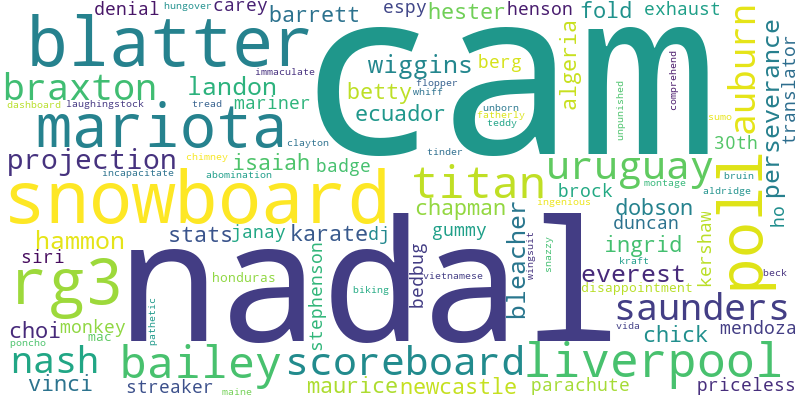 denial
hungover
carey
barrett
espy
hester
henson
fold
exhaust
blatter
cam
wiggins
berg
algeria
auburn
perseverance
translator
braxton
landon
immaculate
flopper
whiff
betty
dashboard
laughingstock
tread
mariner
ecuador
unborn
fatherly
teddy
unpunished
comprehend
sumo
mariota
clayton
30th
projection
chimney
isaiah
badge
tinder
uruguay
montage
bruin
incapacitate
abomination
titan
brock
aldridge
poll
ho
snowboard
chapman
ingenious
dobson
duncan
hammon
stats
janay
karate
dj
gummy
bleacher
wingsuit
snazzy
ingrid
kershaw
siri
nadal
stephenson
bedbug
kraft
rg3
honduras
vietnamese
everest
beck
biking
disappointment
pathetic
saunders
poncho
choi
monkey
mac
vida
chick
mendoza
nash
bailey
scoreboard
liverpool
vinci
streaker
maine
maurice
newcastle
parachute
priceless